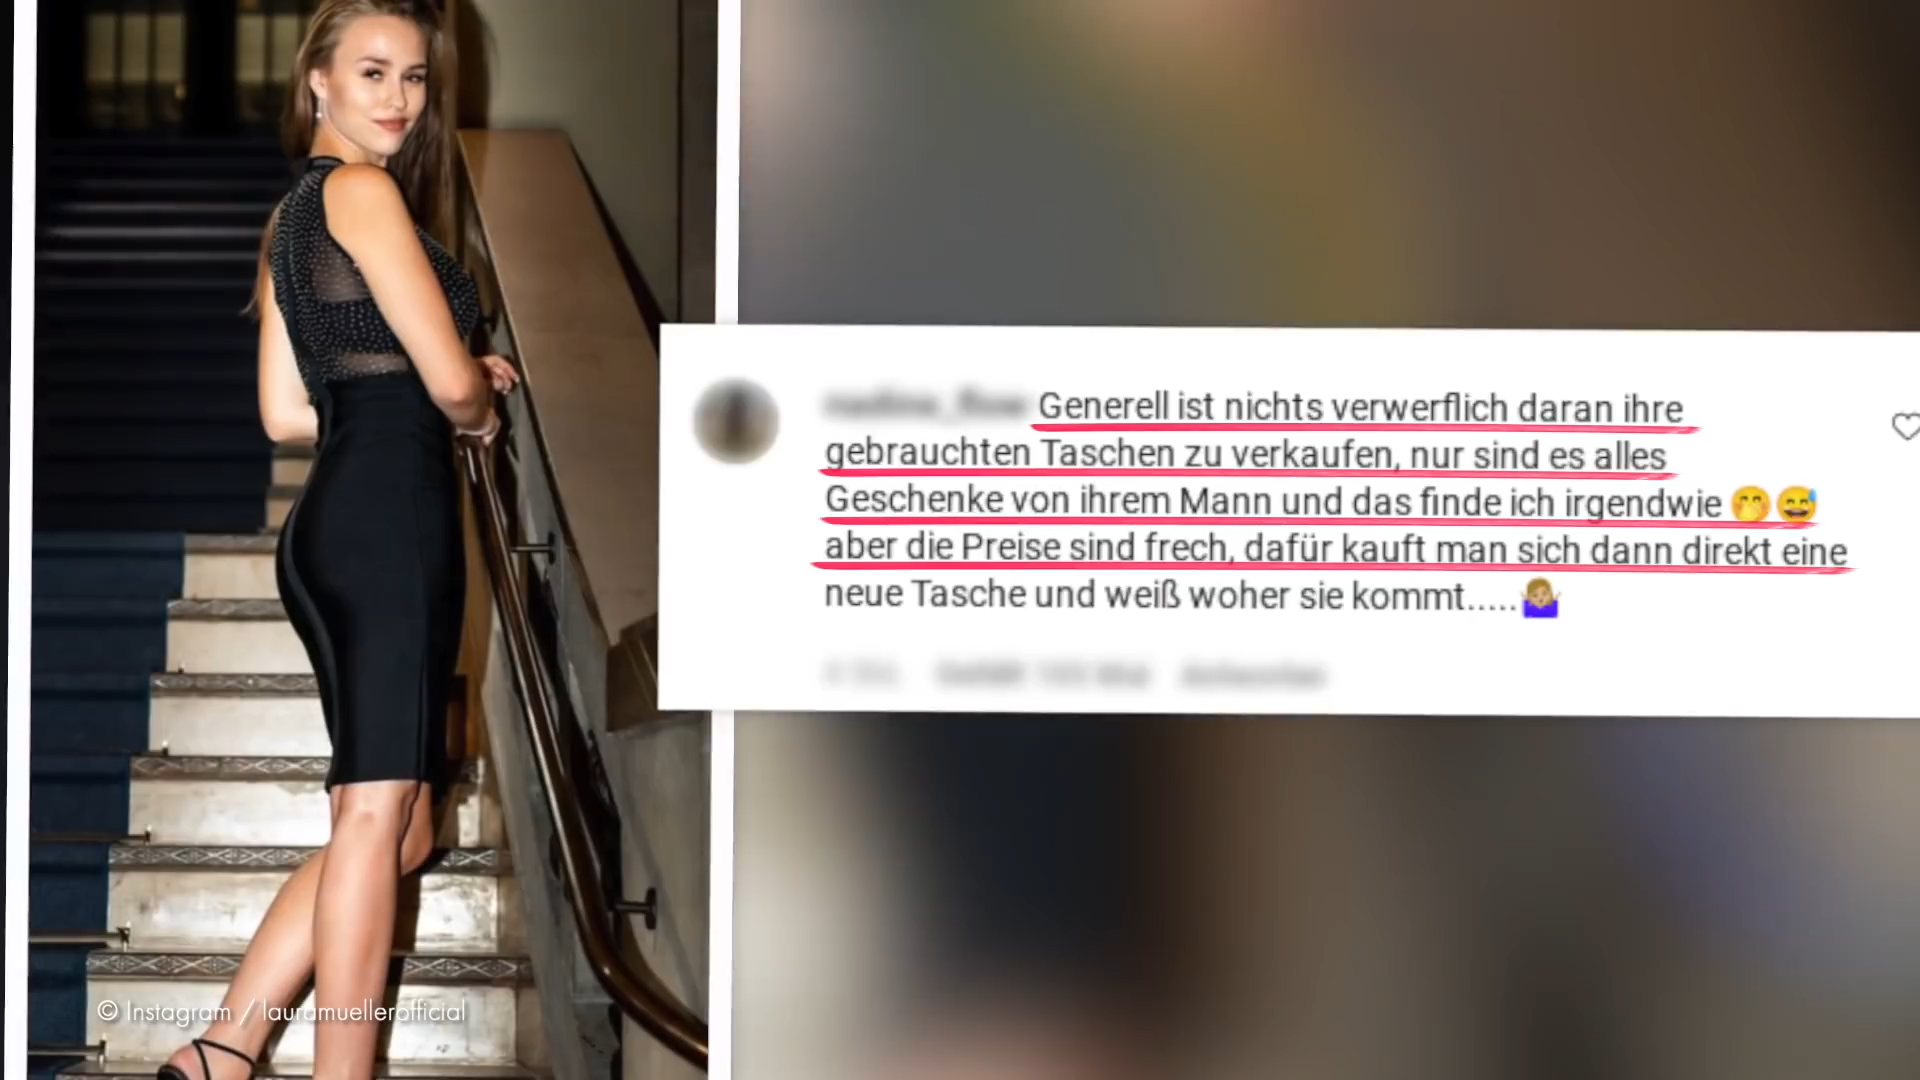 Generell ist nichts verwerflich daran ihre
gebrauchten Taschen zu verkaufen, nur sind es alles
Geschenke von ihrem Mann und das finde ich irgendwie 🤭😅
aber die Preise sind frech, dafür kauft man sich dann direkt eine
neue Tasche und weiß woher sie kommt.....🤷🏼‍♀️
© Instagram / lauramuellerofficial